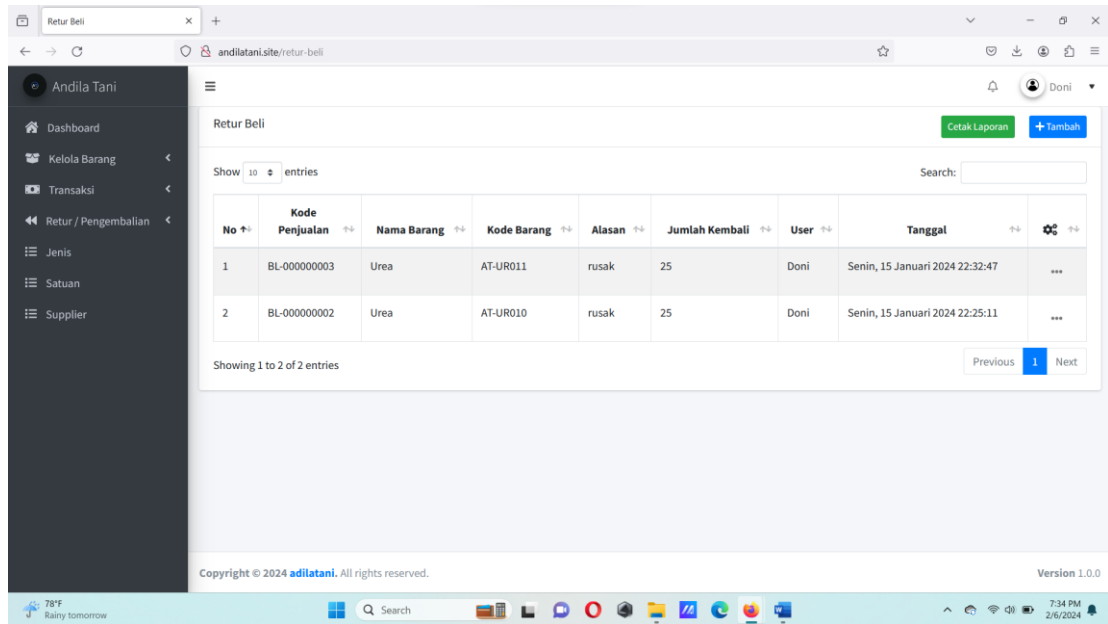 Retur Beli
andilatani.site/retur-beli
Andila Tani
Doni
Dashboard
Kelola Barang
Transaksi
Retur / Pengembalian
Jenis
Satuan
Supplier
Retur Beli
Cetak Laporan
+Tambah
Show 10 entries
Search:
No Kode Penjualan Nama Barang Kode Barang Alasan Jumlah Kembali User Tanggal
1 BL-000000003 Urea AT-UR011 rusak 25 Doni Senin, 15 Januari 2024 22:32:47
2 BL-000000002 Urea AT-UR010 rusak 25 Doni Senin, 15 Januari 2024 22:25:11
Showing 1 to 2 of 2 entries
Previous 1 Next
Copyright © 2024 adilatani. All rights reserved.
Version 1.0.0
78°F
Rainy tomorrow
Search
7:34 PM
2/6/2024